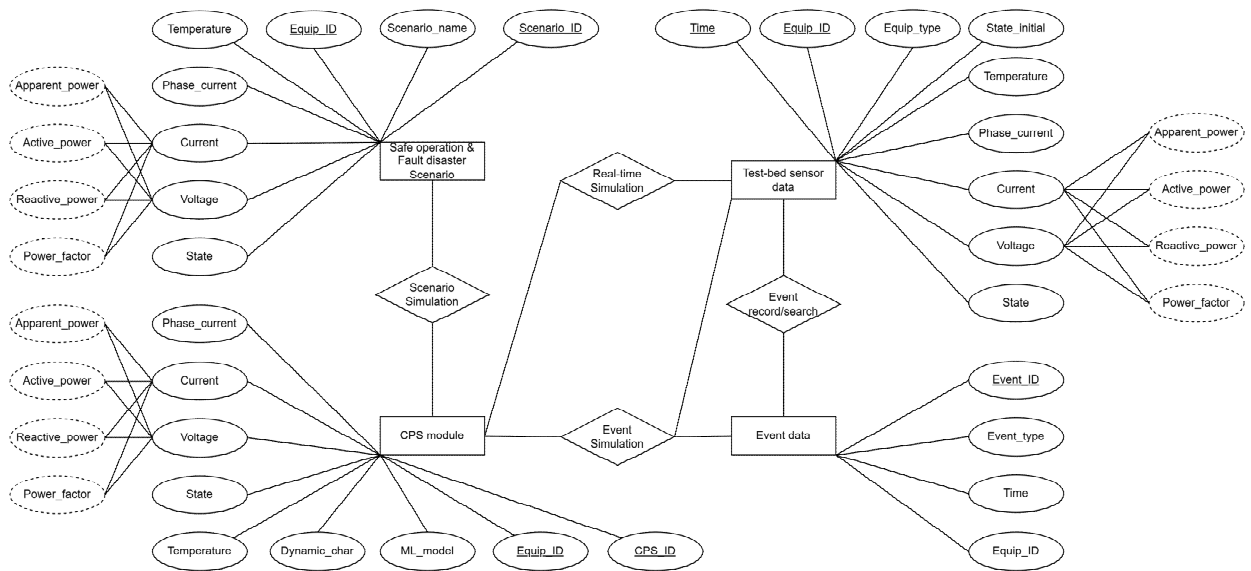 Temperature
Equip_ID
Scenario_name
Scenario_ID
Time
Equip_ID
Equip_type
State_initial
Apparent_power
Phase_current
Temperature
Active_power
Current
Safe operation &
Fault disaster
Scenario
Real-time
Simulation
Test-bed sensor
data
Phase_current
Apparent_power
Reactive_power
Voltage
Current
Active_power
Power_factor
State
Voltage
Reactive_power
Scenario
Simulation
Event
record/search
State
Power_factor
Apparent_power
Phase_current
Active_power
Current
Event_ID
Reactive_power
Voltage
CPS module
Event
Simulation
Event data
Event_type
Power_factor
State
Time
Temperature
Dynamic_char
ML_model
Equip_ID
CPS_ID
Equip_ID